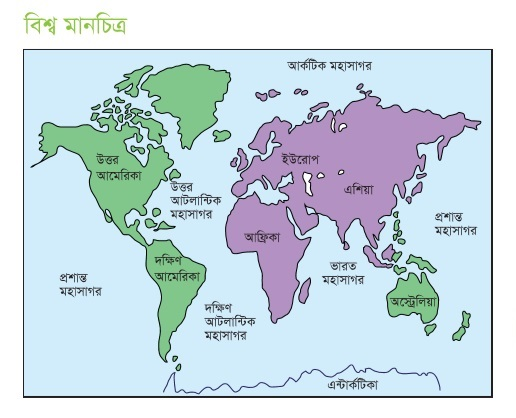 বিশ্ব মানচিত্র
আর্কটিক মহাসাগর
উত্তর
আমেরিকা
ইউরোপ
এশিয়া
উত্তর
আটলান্টিক
মহাসাগর
প্রশান্ত
মহাসাগর
আফ্রিকা
দক্ষিণ
আমেরিকা
ভারত
মহাসাগর
প্রশান্ত
মহাসাগর
অস্ট্রেলিয়া
দক্ষিণ
আটলান্টিক
মহাসাগর
এন্টার্কটিকা